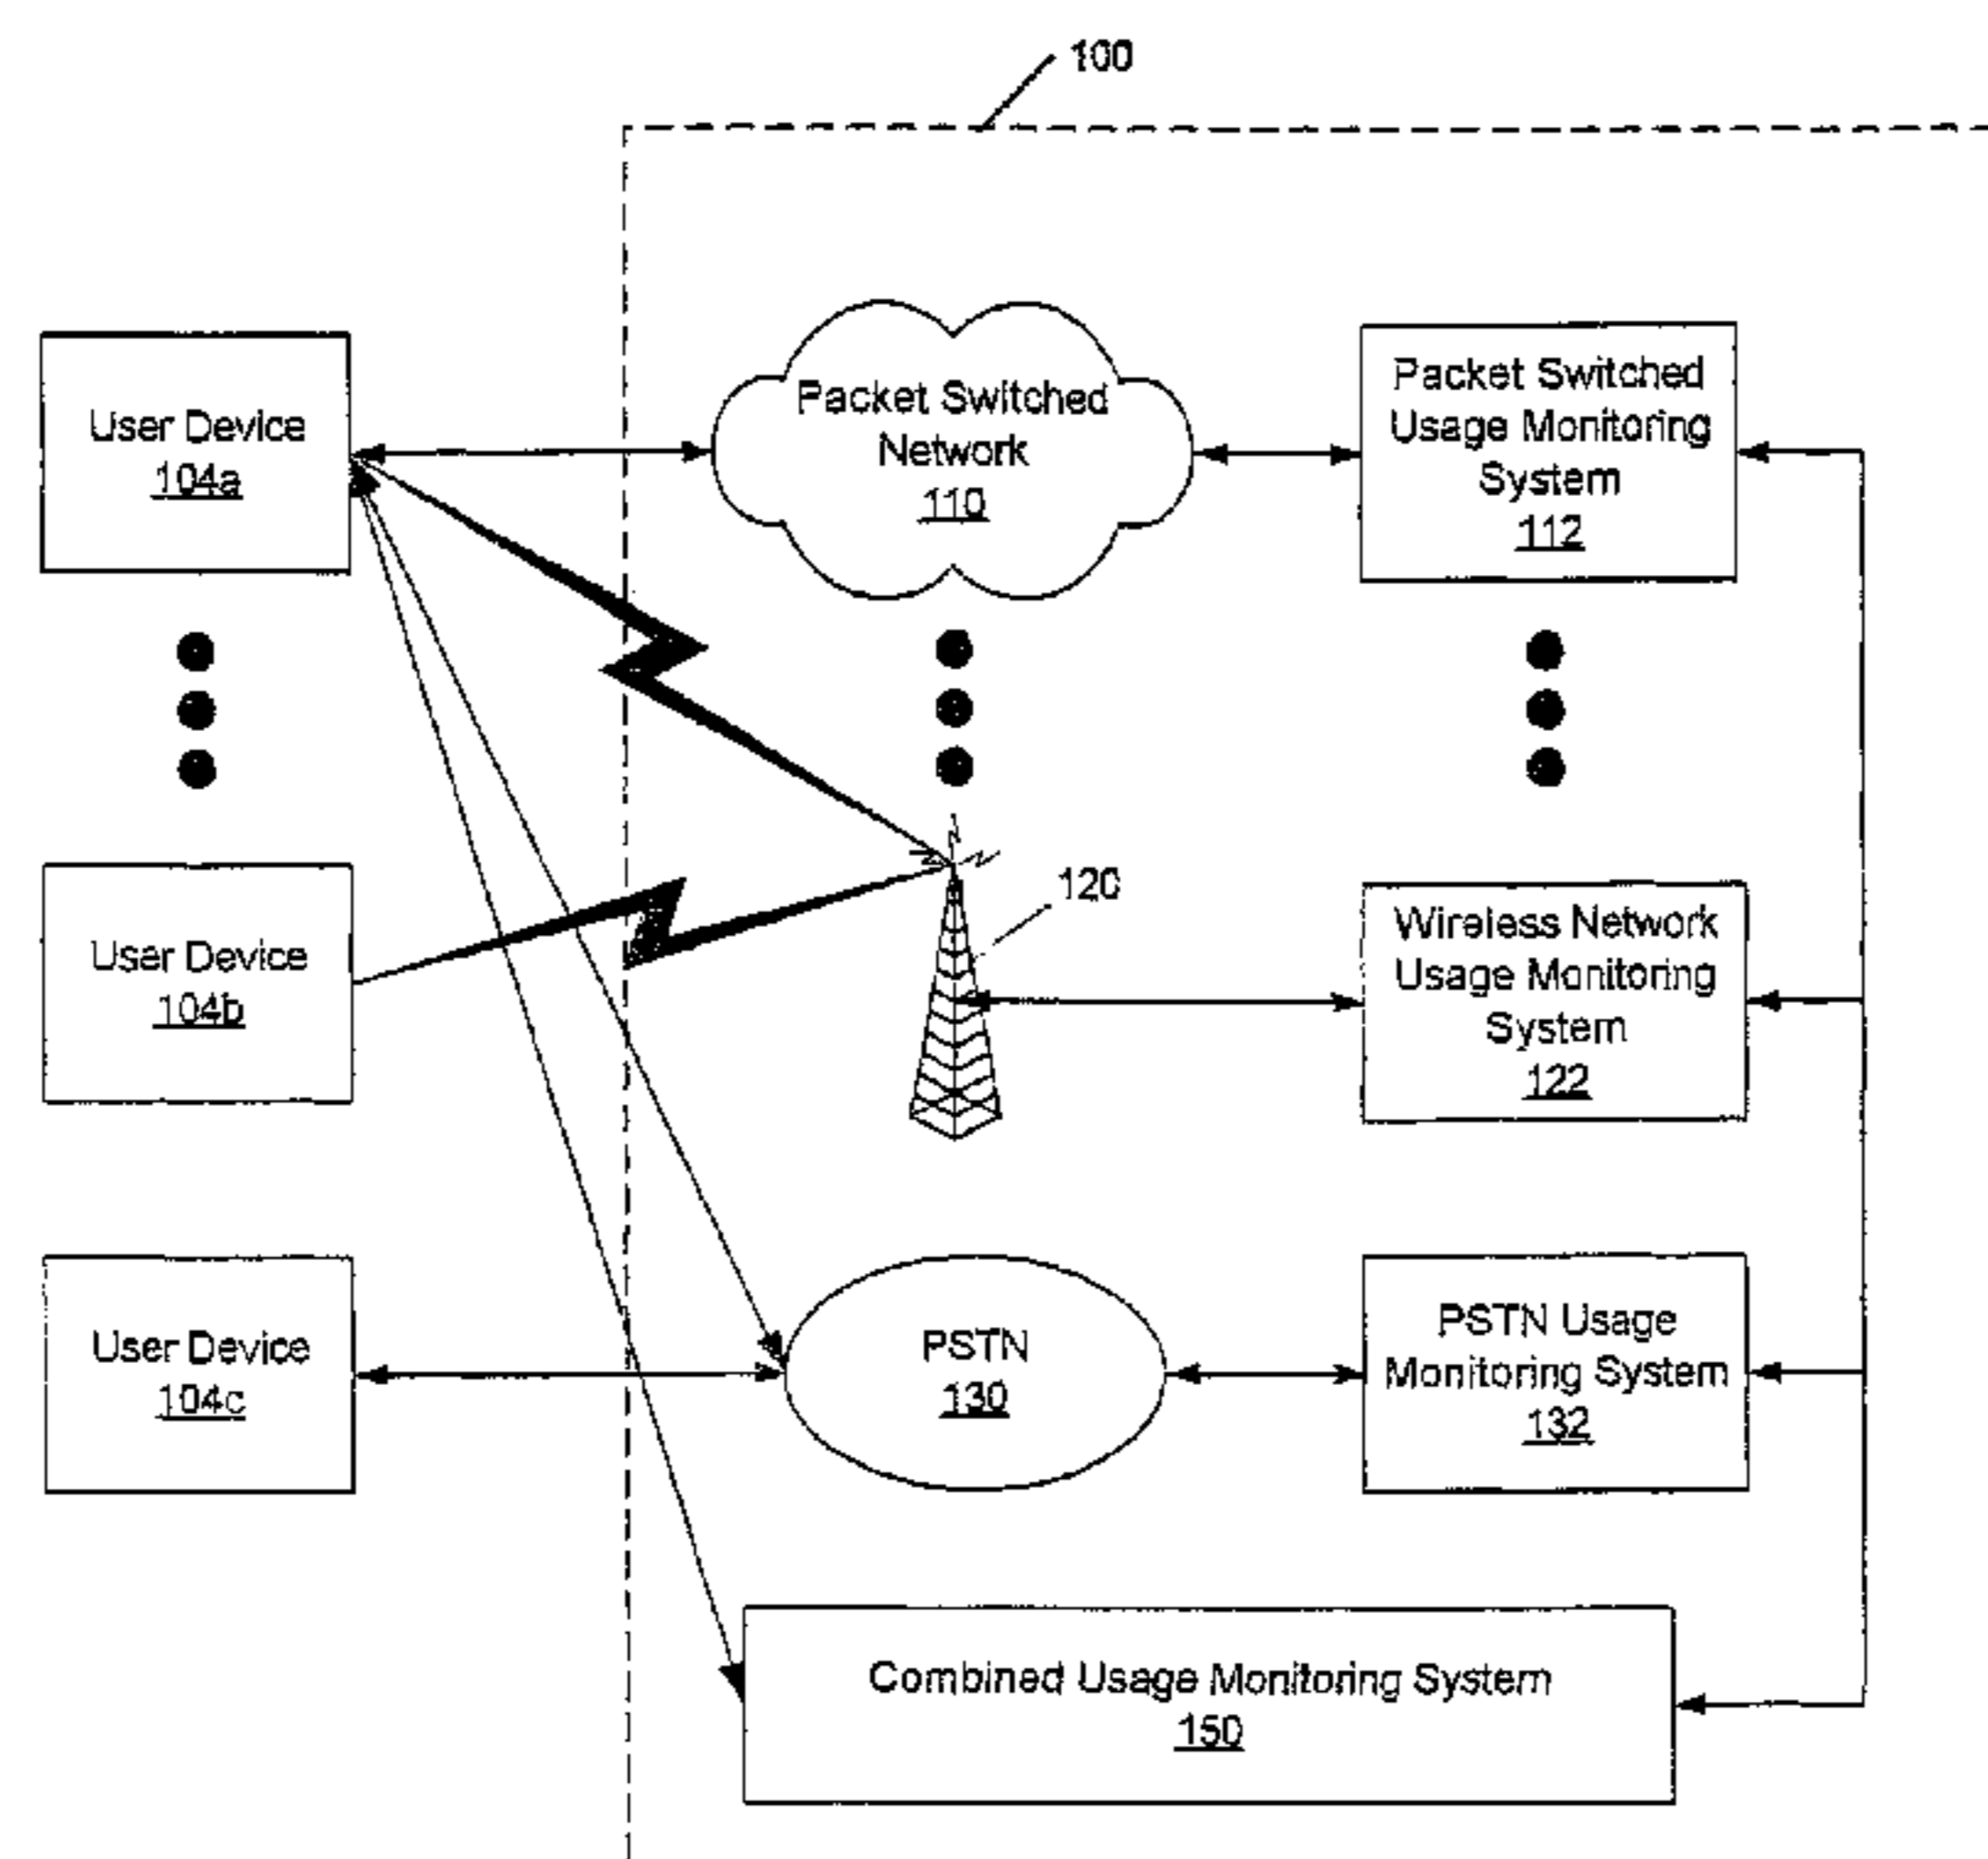 100
User Device
104a
Packet Switched
Network
110
Packet Switched
Usage Monitoring
System
112
User Device
104b
120
Wireless Network
Usage Monitoring
System
122
User Device
104c
PSTN
130
PSTN Usage
Monitoring System
132
Combined Usage Monitoring System
150